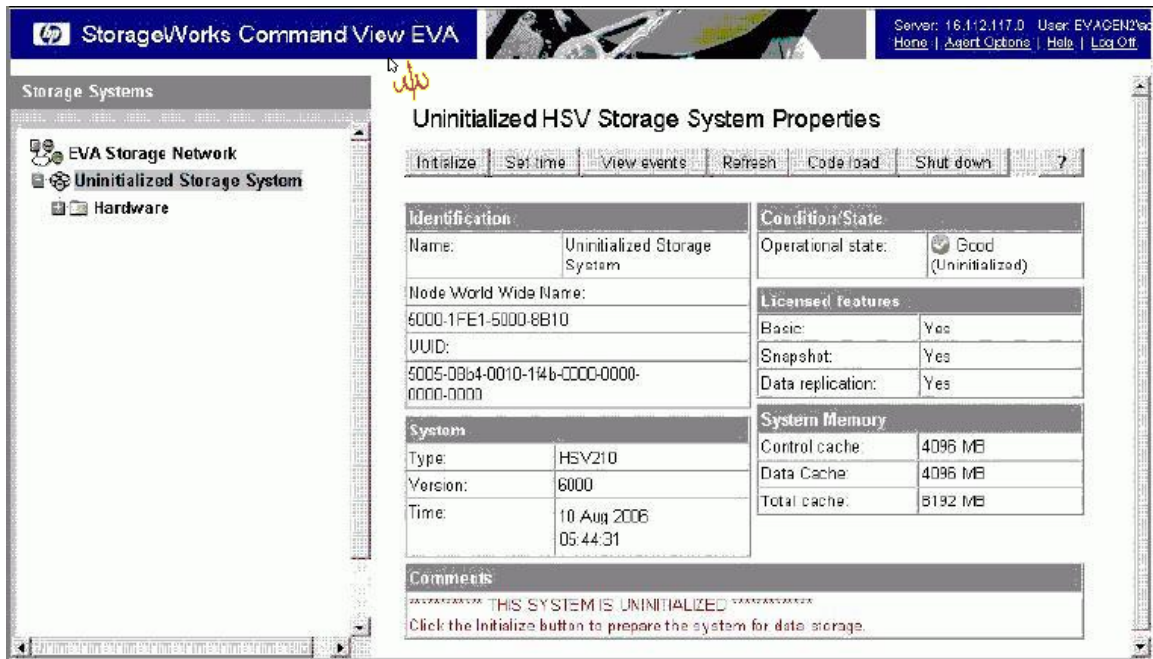 hp StorageWorks Command View EVA
Server: 16.112.117.0 User: EVAGEN2\
Home | Agent Options | Help | Log Off
Storage Systems
EVA Storage Network
Uninitialized Storage System
Hardware
Uninitialized HSV Storage System Properties
Initialize Set time View events Refresh Code load Shut down ?
Identification
Name: Uninitialized Storage System
Node World Wide Name:
5000-1FE1-5000-8B10
UUID:
5005-08b4-0010-1f4b-0000-0000-
0000-0000
System
Type: HSV210
Version: 6000
Time: 10 Aug 2006
05:44:31
Condition/State
Operational state: Good
(Uninitialized)
Licensed features
Basic: Yes
Snapshot: Yes
Data replication: Yes
System Memory
Control cache: 4096 MB
Data Cache: 4096 MB
Total cache: 8192 MB
Comments
************ THIS SYSTEM IS UNINITIALIZED *************
Click the Initialize button to prepare the system for data storage.